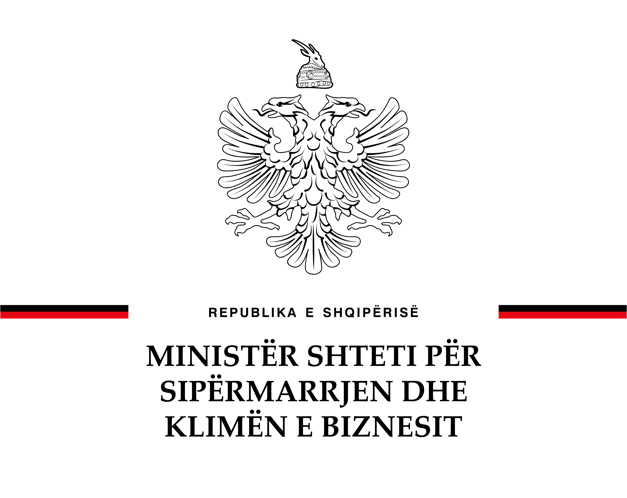 REPUBLIKA E SHQIPËRISË
MINISTËR SHTETI PËR
SIPËRMARRJEN DHE
KLIMËN E BIZNESIT